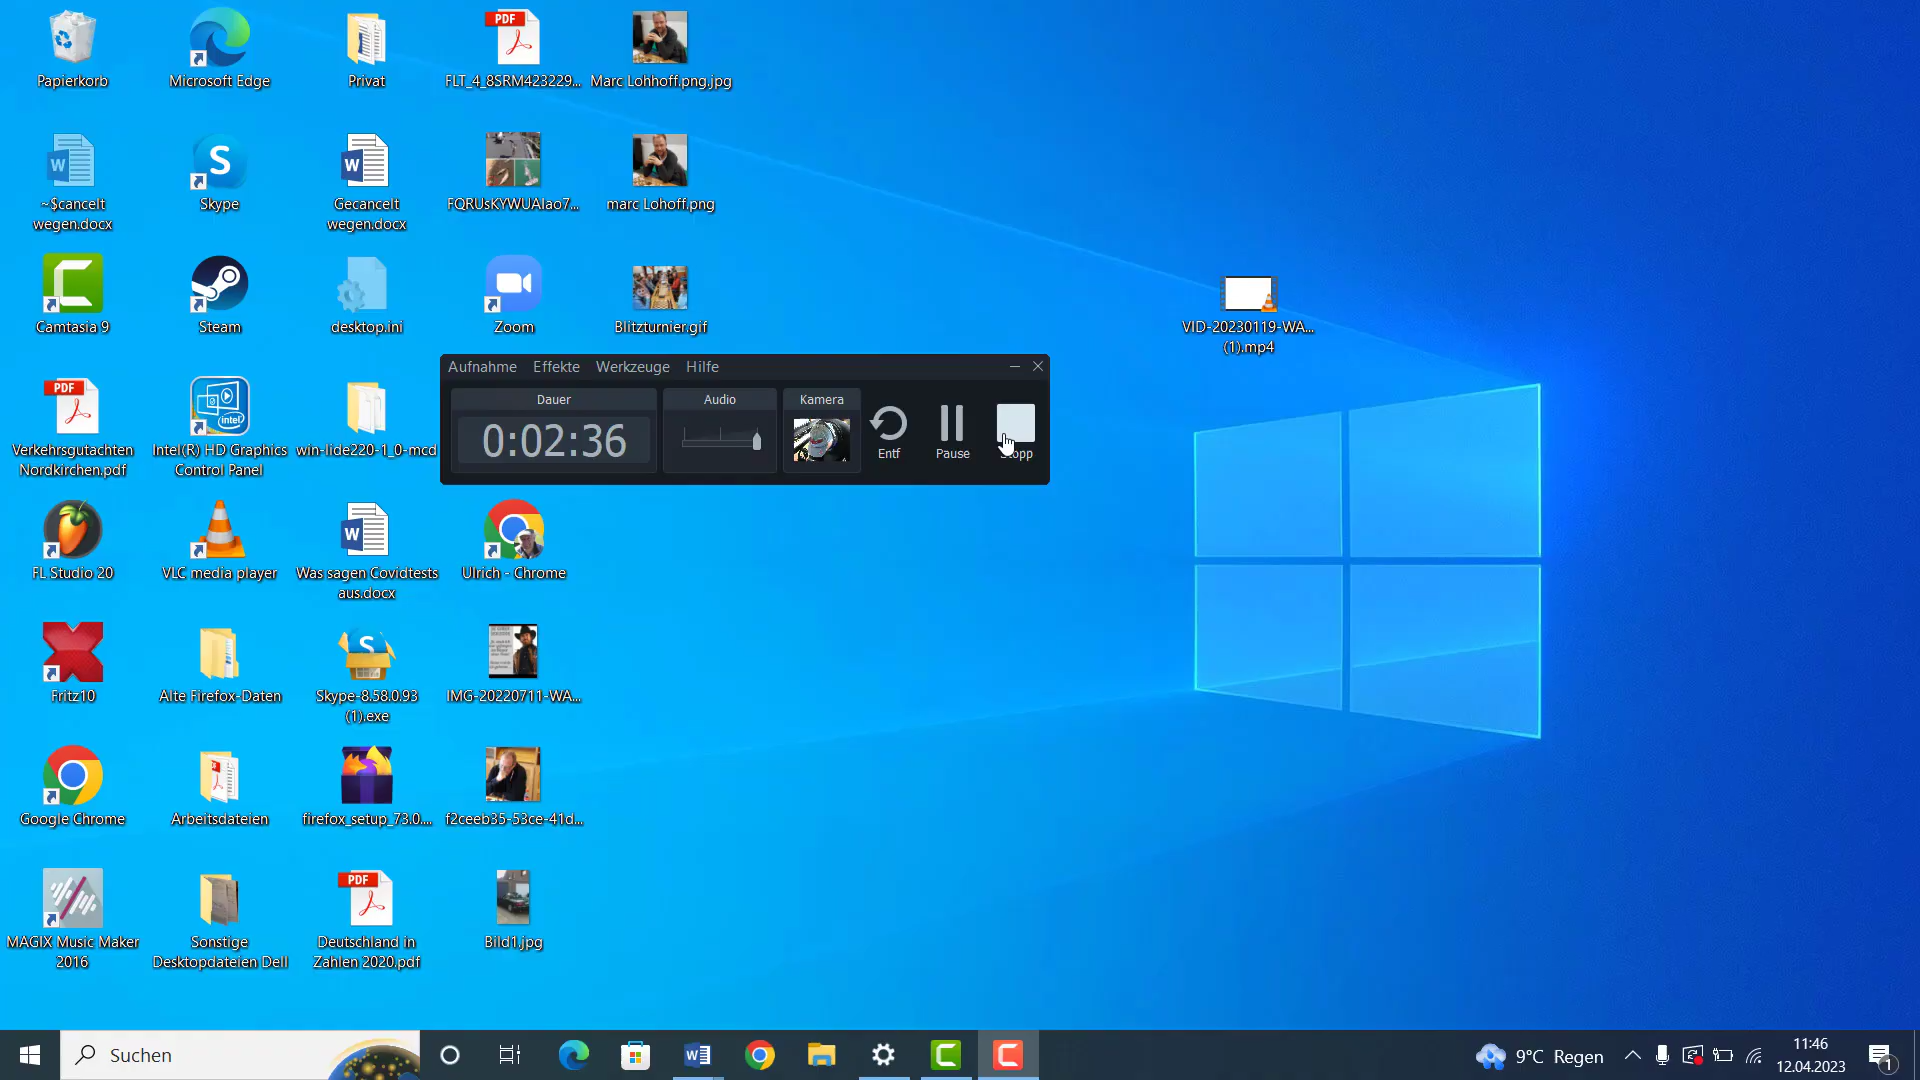 Papierkorb
Microsoft Edge
Privat
PDF
FLT_4_8SRM423229...
Marc Lohhoff.png.jpg
~$cancelt
wegen.docx
Skype
Gecancelt
wegen.docx
FQRUsKYWUAIao7...
marc Lohoff.png
Camtasia 9
Steam
desktop.ini
Zoom
Blitzturnier.gif
VID-20230119-WA...
(1).mp4
Aufnahme Effekte Werkzeuge Hilfe
Dauer
Audio
Kamera
0:02:36
Entf
Pause
Stopp
PDF
Verkehrsgutachten
Nordkirchen.pdf
intel
Intel(R) HD Graphics
Control Panel
win-lide220-1_0-mcd
FL Studio 20
VLC media player
Was sagen Covidtests
aus.docx
Ulrich - Chrome
Fritz10
Alte Firefox-Daten
Skype-8.58.0.93
(1).exe
IMG-20220711-WA...
Google Chrome
Arbeitsdateien
firefox_setup_73.0....
f2ceeb35-53ce-41d...
MAGIX Music Maker
2016
Sonstige
Desktopdateien Dell
PDF
Deutschland in
Zahlen 2020.pdf
Bild1.jpg
Suchen
9°C Regen
11:46
12.04.2023
1